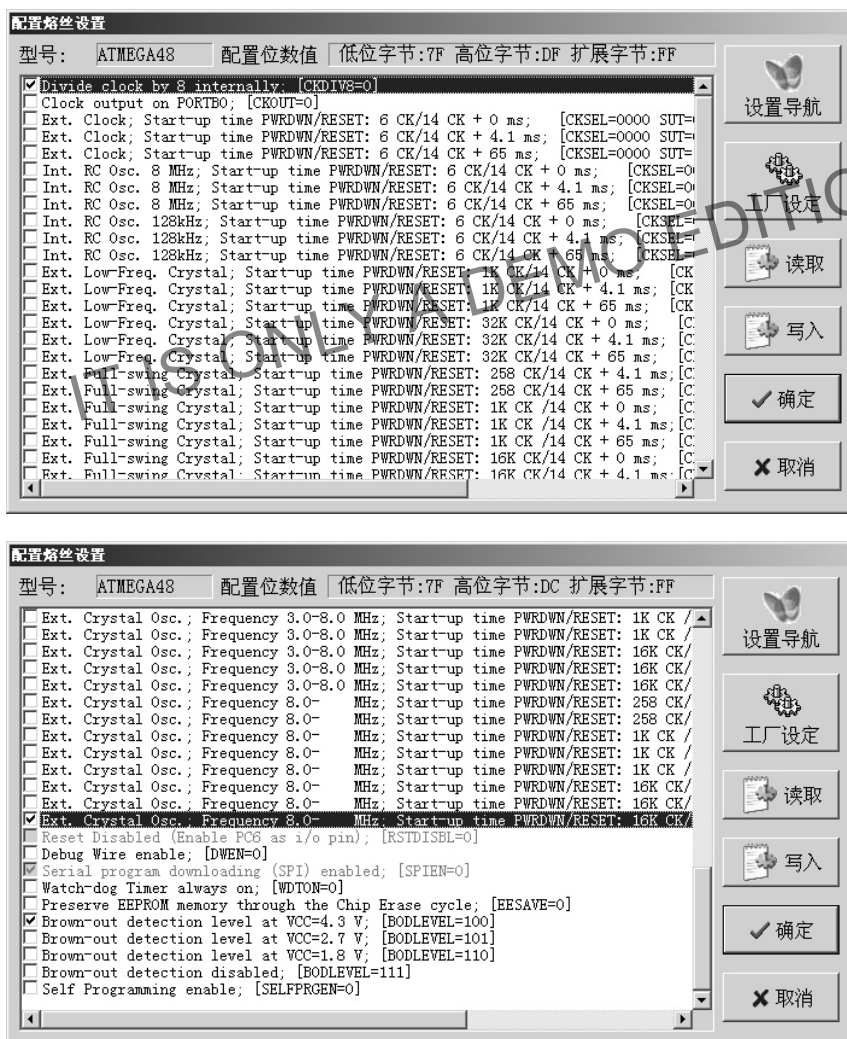 配置熔丝设置
型号: ATMEGA48 配置位数值 低位字节:7F 高位字节:DF 扩展字节:FF
Divide clock by 8 internally; [CKDIV8=0]
Clock output on PORTB0; [CKOUT=0]
Ext. Clock; Start-up time PWRDWN/RESET: 6 CK/14 CK + 0 ms; [CKSEL=0000 SUT=
Ext. Clock; Start-up time PWRDWN/RESET: 6 CK/14 CK + 4.1 ms; [CKSEL=0000 SUT=
Ext. Clock; Start-up time PWRDWN/RESET: 6 CK/14 CK + 65 ms; [CKSEL=0000 SUT=
Int. RC Osc. 8 MHz; Start-up time PWRDWN/RESET: 6 CK/14 CK + 0 ms; [CKSEL=0
Int. RC Osc. 8 MHz; Start-up time PWRDWN/RESET: 6 CK/14 CK + 4.1 ms; [CKSEL=0
Int. RC Osc. 8 MHz; Start-up time PWRDWN/RESET: 6 CK/14 CK + 65 ms; [CKSEL=0
Int. RC Osc. 128kHz; Start-up time PWRDWN/RESET: 6 CK/14 CK + 0 ms; [CKSEL=
Int. RC Osc. 128kHz; Start-up time PWRDWN/RESET: 6 CK/14 CK + 4.1 ms; [CKSEL=
Int. RC Osc. 128kHz; Start-up time PWRDWN/RESET: 6 CK/14 CK + 65 ms; [CKSEL=
Ext. Low-Freq. Crystal; Start-up time PWRDWN/RESET: 1K CK/14 CK + 0 ms; [CK
Ext. Low-Freq. Crystal; Start-up time PWRDWN/RESET: 1K CK/14 CK + 4.1 ms; [CK
Ext. Low-Freq. Crystal; Start-up time PWRDWN/RESET: 1K CK/14 CK + 65 ms; [CK
Ext. Low-Freq. Crystal; Start-up time PWRDWN/RESET: 32K CK/14 CK + 0 ms; [C
Ext. Low-Freq. Crystal; Start-up time PWRDWN/RESET: 32K CK/14 CK + 4.1 ms; [C
Ext. Low-Freq. Crystal; Start-up time PWRDWN/RESET: 32K CK/14 CK + 65 ms; [C
Ext. Full-swing Crystal; Start-up time PWRDWN/RESET: 258 CK/14 CK + 4.1 ms;[C
Ext. Full-swing Crystal; Start-up time PWRDWN/RESET: 258 CK/14 CK + 65 ms; [C
Ext. Full-swing Crystal; Start-up time PWRDWN/RESET: 1K CK /14 CK + 0 ms; [C
Ext. Full-swing Crystal; Start-up time PWRDWN/RESET: 1K CK /14 CK + 4.1 ms;[C
Ext. Full-swing Crystal; Start-up time PWRDWN/RESET: 1K CK /14 CK + 65 ms; [C
Ext. Full-swing Crystal; Start-up time PWRDWN/RESET: 16K CK/14 CK + 0 ms; [C
Ext. Full-swing Crystal; Start-up time PWRDWN/RESET: 16K CK/14 CK + 4.1 ms;[C
设置导航
工厂设定
读取
写入
确定
取消
IT IS ONLY A DEMO EDITIO
配置熔丝设置
型号: ATMEGA48 配置位数值 低位字节:7F 高位字节:DC 扩展字节:FF
Ext. Crystal Osc.; Frequency 3.0-8.0 MHz; Start-up time PWRDWN/RESET: 1K CK /
Ext. Crystal Osc.; Frequency 3.0-8.0 MHz; Start-up time PWRDWN/RESET: 1K CK /
Ext. Crystal Osc.; Frequency 3.0-8.0 MHz; Start-up time PWRDWN/RESET: 16K CK/
Ext. Crystal Osc.; Frequency 3.0-8.0 MHz; Start-up time PWRDWN/RESET: 16K CK/
Ext. Crystal Osc.; Frequency 3.0-8.0 MHz; Start-up time PWRDWN/RESET: 16K CK/
Ext. Crystal Osc.; Frequency 8.0- MHz; Start-up time PWRDWN/RESET: 258 CK/
Ext. Crystal Osc.; Frequency 8.0- MHz; Start-up time PWRDWN/RESET: 258 CK/
Ext. Crystal Osc.; Frequency 8.0- MHz; Start-up time PWRDWN/RESET: 1K CK /
Ext. Crystal Osc.; Frequency 8.0- MHz; Start-up time PWRDWN/RESET: 1K CK /
Ext. Crystal Osc.; Frequency 8.0- MHz; Start-up time PWRDWN/RESET: 1K CK /
Ext. Crystal Osc.; Frequency 8.0- MHz; Start-up time PWRDWN/RESET: 16K CK/
Ext. Crystal Osc.; Frequency 8.0- MHz; Start-up time PWRDWN/RESET: 16K CK/
Ext. Crystal Osc.; Frequency 8.0- MHz; Start-up time PWRDWN/RESET: 16K CK/
Reset Disabled (Enable PC6 as i/o pin); [RSTDISBL=0]
Debug Wire enable; [DWEN=0]
Serial program downloading (SPI) enabled; [SPIEN=0]
Watch-dog Timer always on; [WDTON=0]
Preserve EEPROM memory through the Chip Erase cycle; [EESAVE=0]
Brown-out detection level at VCC=4.3 V; [BODLEVEL=100]
Brown-out detection level at VCC=2.7 V; [BODLEVEL=101]
Brown-out detection level at VCC=1.8 V; [BODLEVEL=110]
Brown-out detection disabled; [BODLEVEL=111]
Self Programming enable; [SELFPRGEN=0]
设置导航
工厂设定
读取
写入
确定
取消